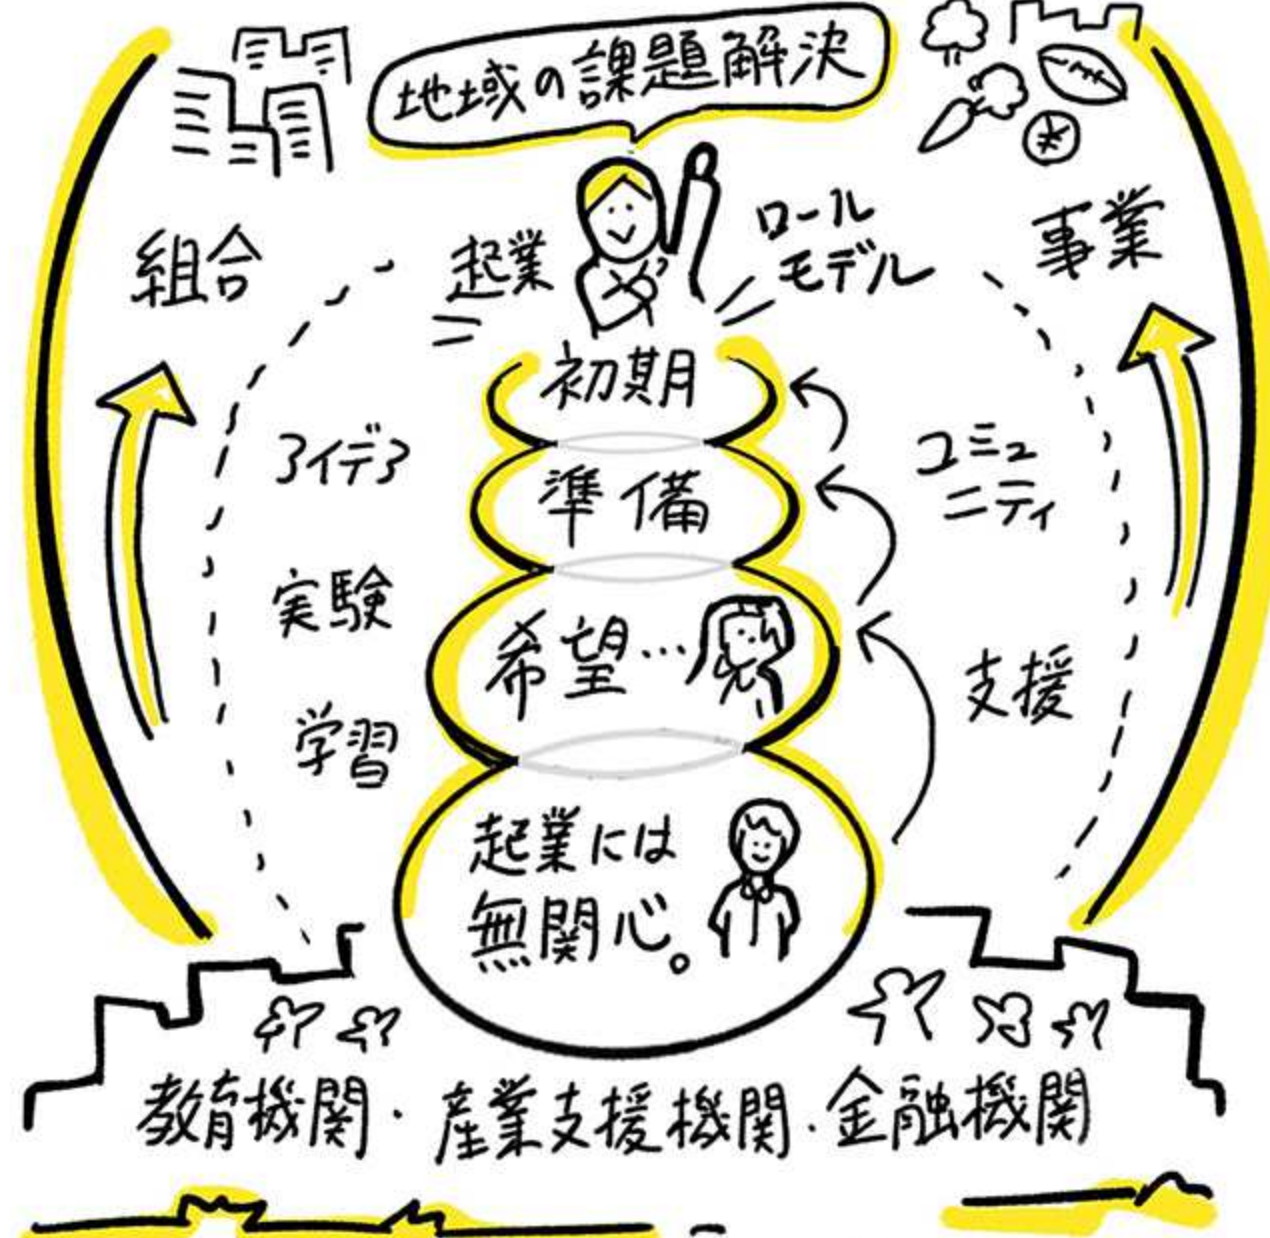 地域の課題解決
組合
起業
ロール
モデル
事業
初期
アイデア
準備
コミュ
ニティ
実験
希望…
支援
学習
起業には
無関心。
教育機関・産業支援機関・金融機関